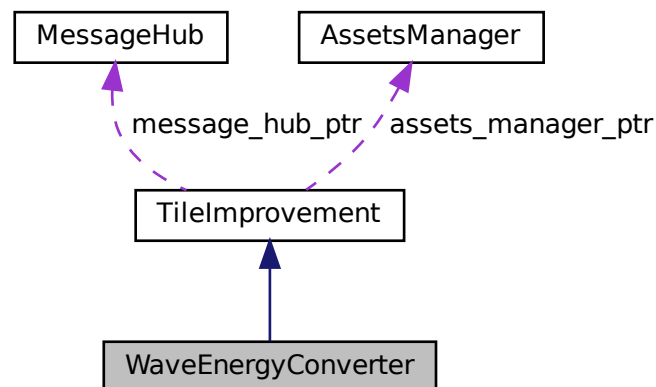 MessageHub
AssetsManager
message_hub_ptr
assets_manager_ptr
TileImprovement
WaveEnergyConverter